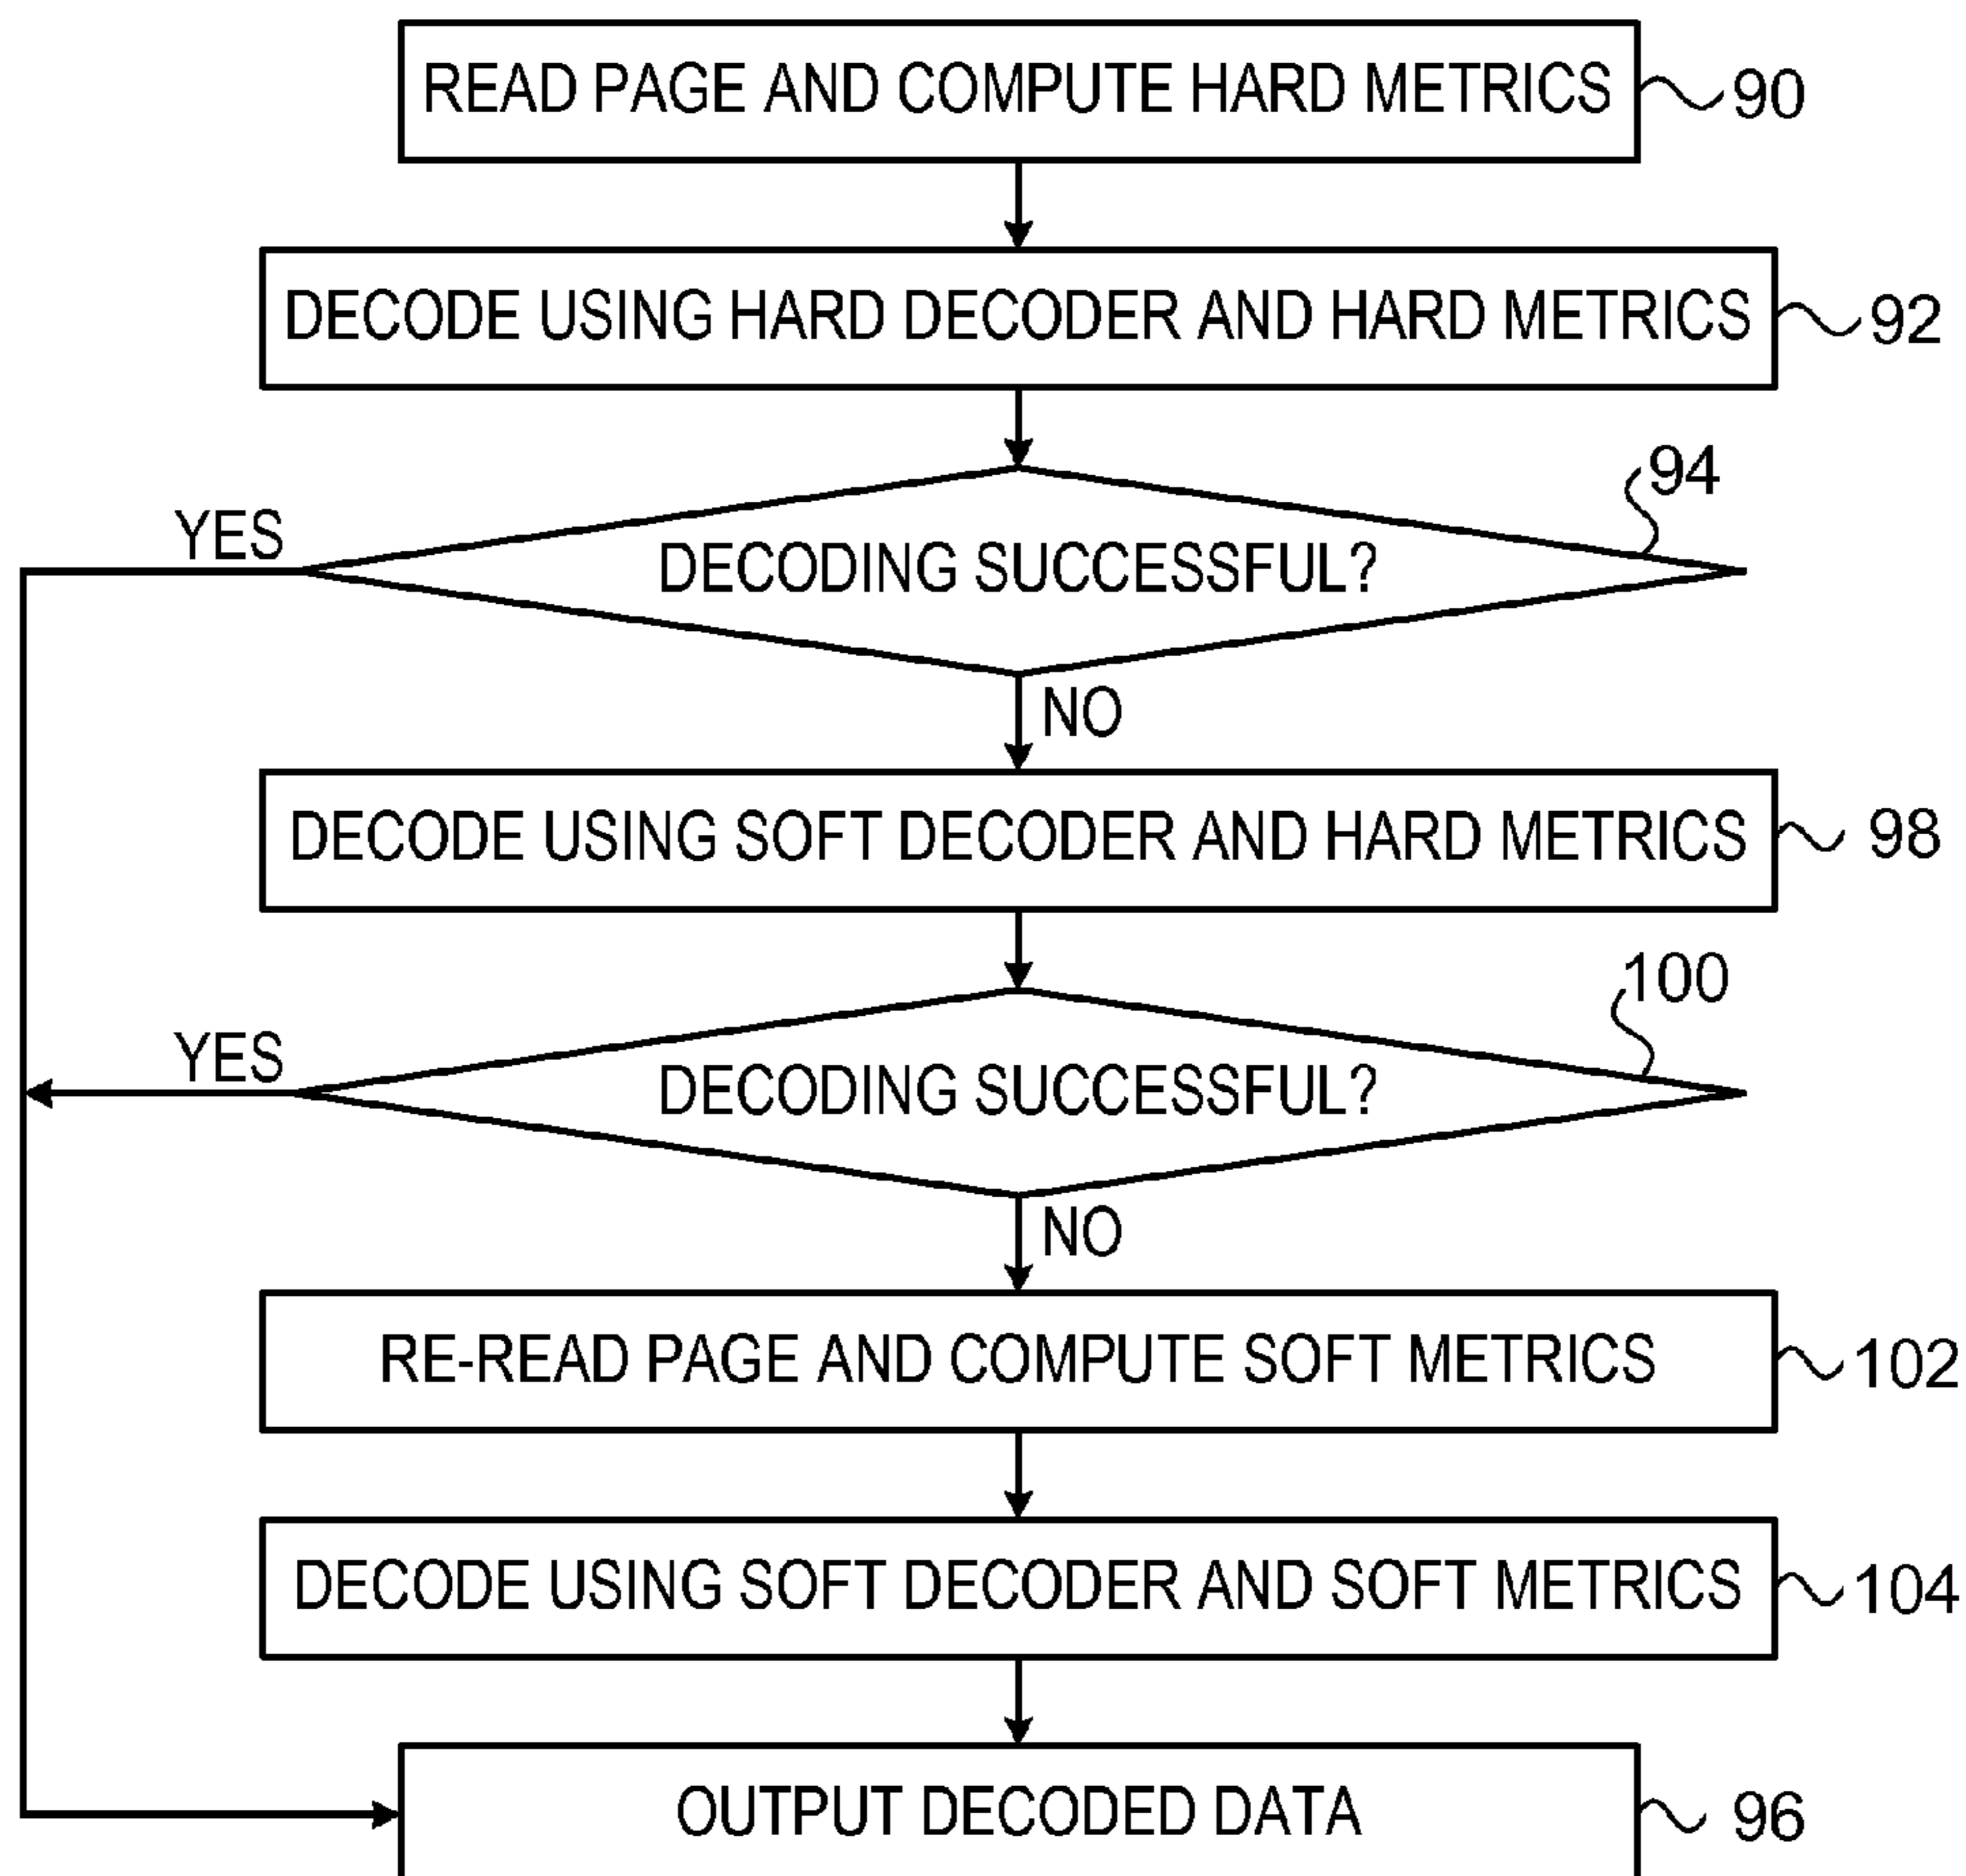 READ PAGE AND COMPUTE HARD METRICS 90
DECODE USING HARD DECODER AND HARD METRICS 92
94
YES
DECODING SUCCESSFUL?
NO
DECODE USING SOFT DECODER AND HARD METRICS 98
100
YES
DECODING SUCCESSFUL?
NO
RE-READ PAGE AND COMPUTE SOFT METRICS 102
DECODE USING SOFT DECODER AND SOFT METRICS 104
OUTPUT DECODED DATA 96